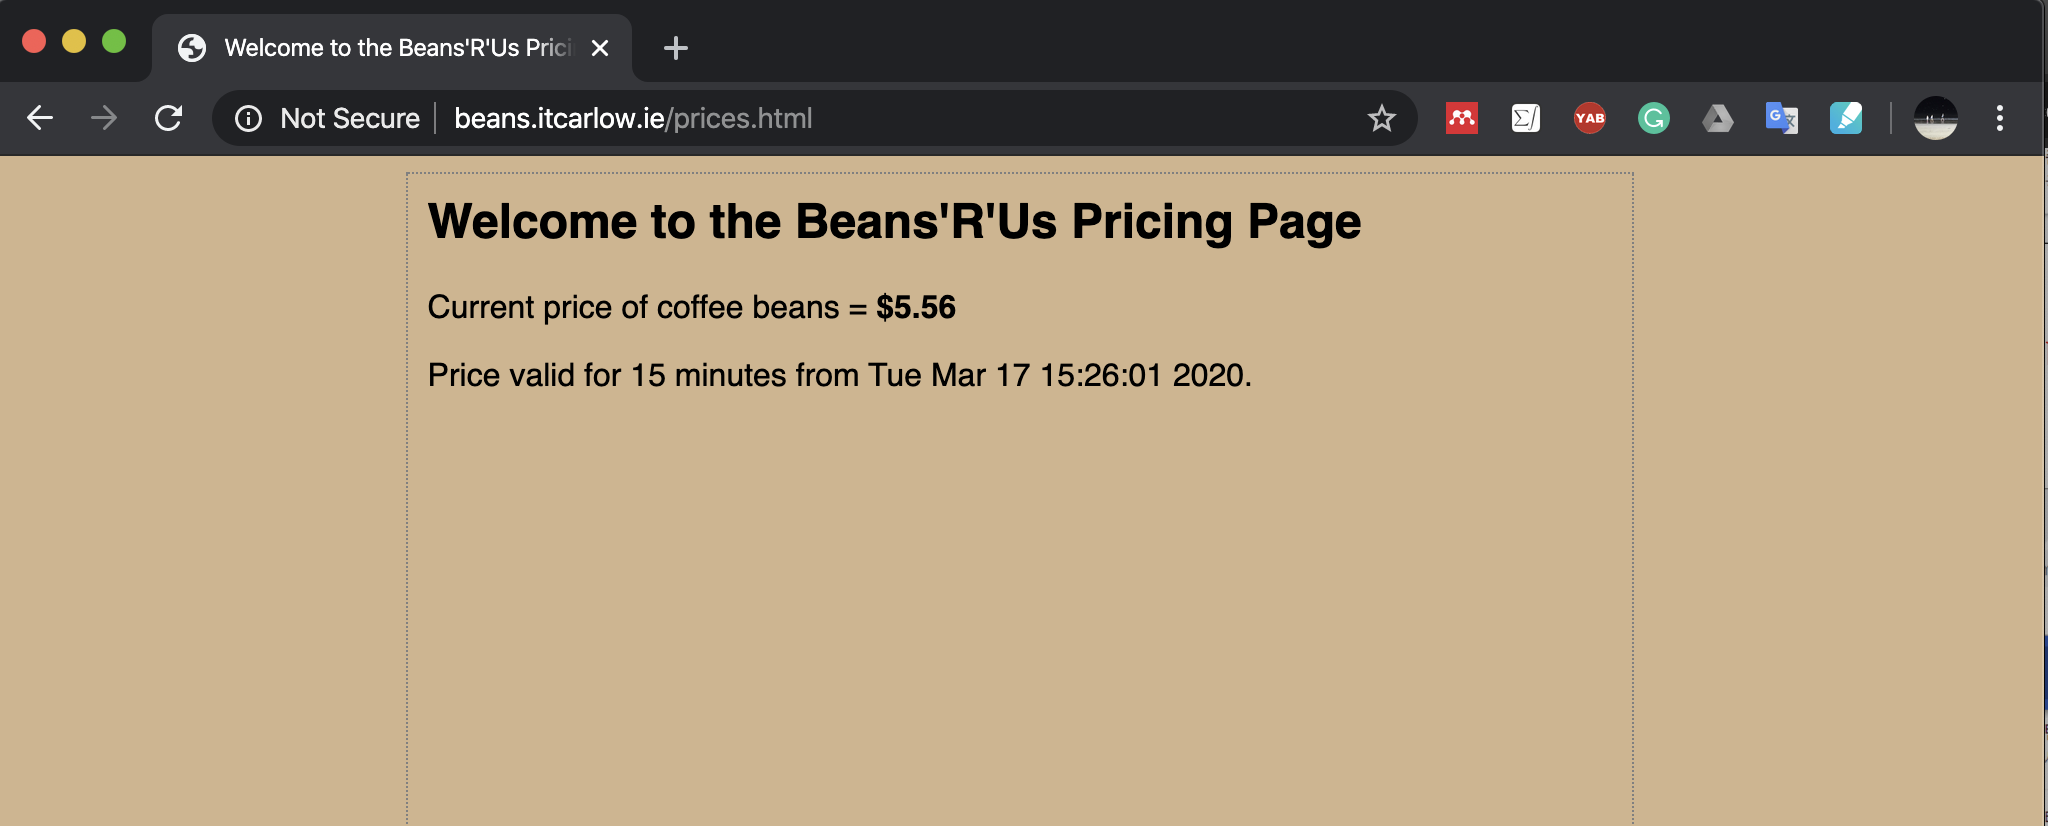 Welcome to the Beans'R'Us Prici
Not Secure beans.itcarlow.ie/prices.html
YAB
Welcome to the Beans'R'Us Pricing Page
Current price of coffee beans = $5.56
Price valid for 15 minutes from Tue Mar 17 15:26:01 2020.